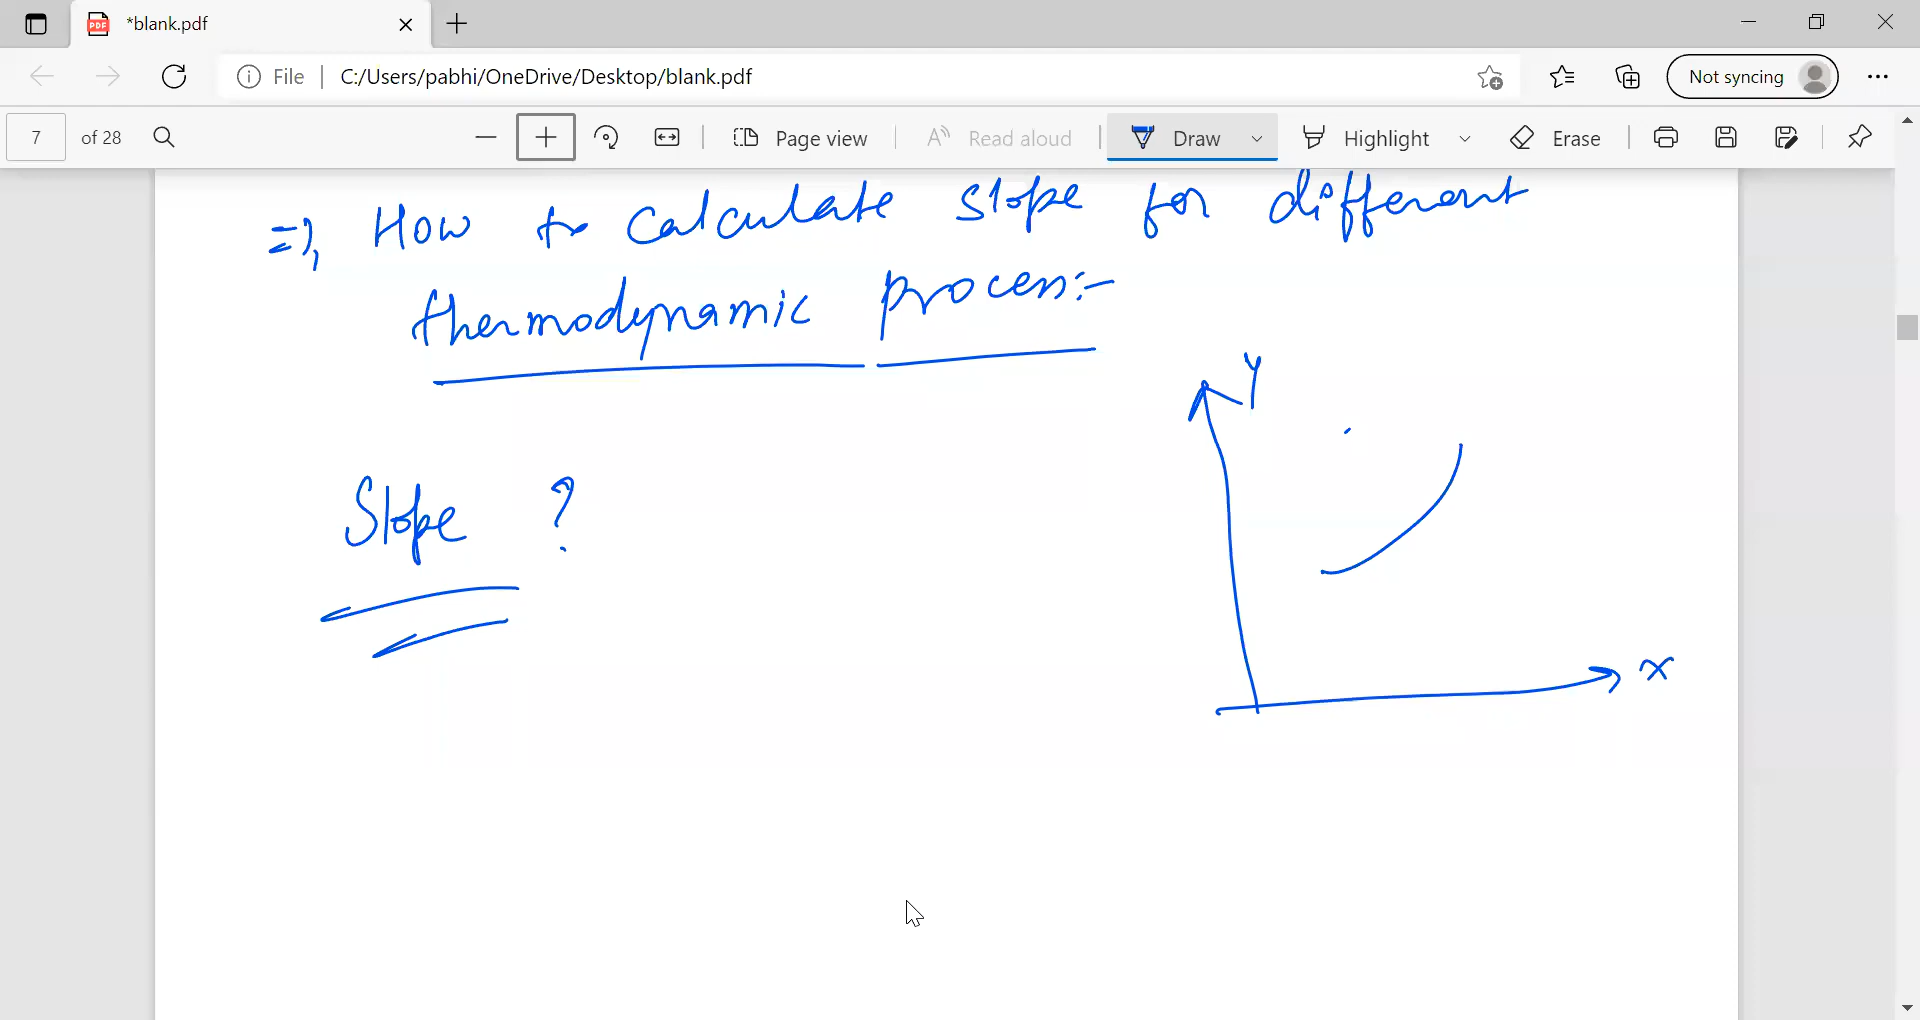 *blank.pdf
File | C:/Users/pabhi/OneDrive/Desktop/blank.pdf
Not syncing
7 of 28
Page view
Read aloud
Draw
Highlight
Erase
=>, How to calculate slope for different
thermodynamic process:-
Y
Slope ?
x